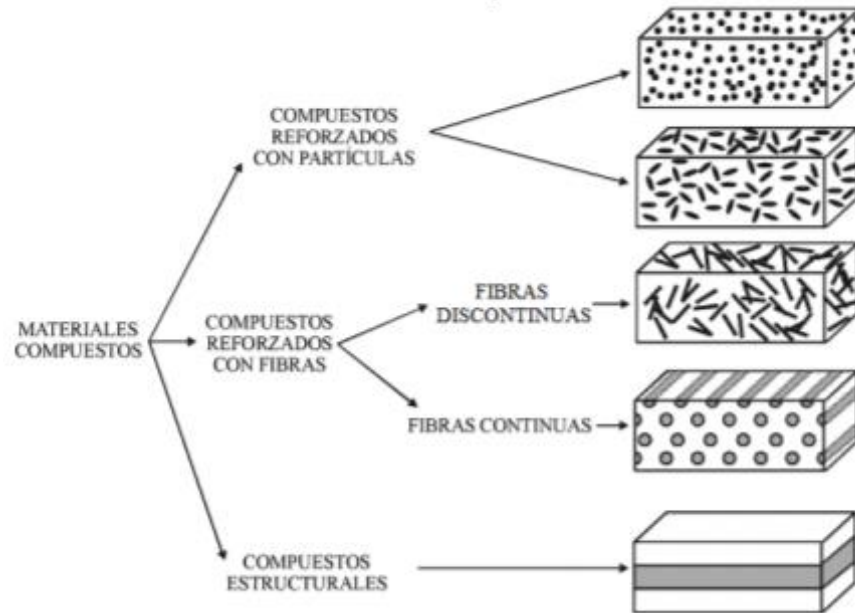 COMPUESTOS
REFORZADOS
CON PARTÍCULAS
MATERIALES
COMPUESTOS
COMPUESTOS
REFORZADOS
CON FIBRAS
FIBRAS
DISCONTINUAS
FIBRAS CONTINUAS
COMPUESTOS
ESTRUCTURALES